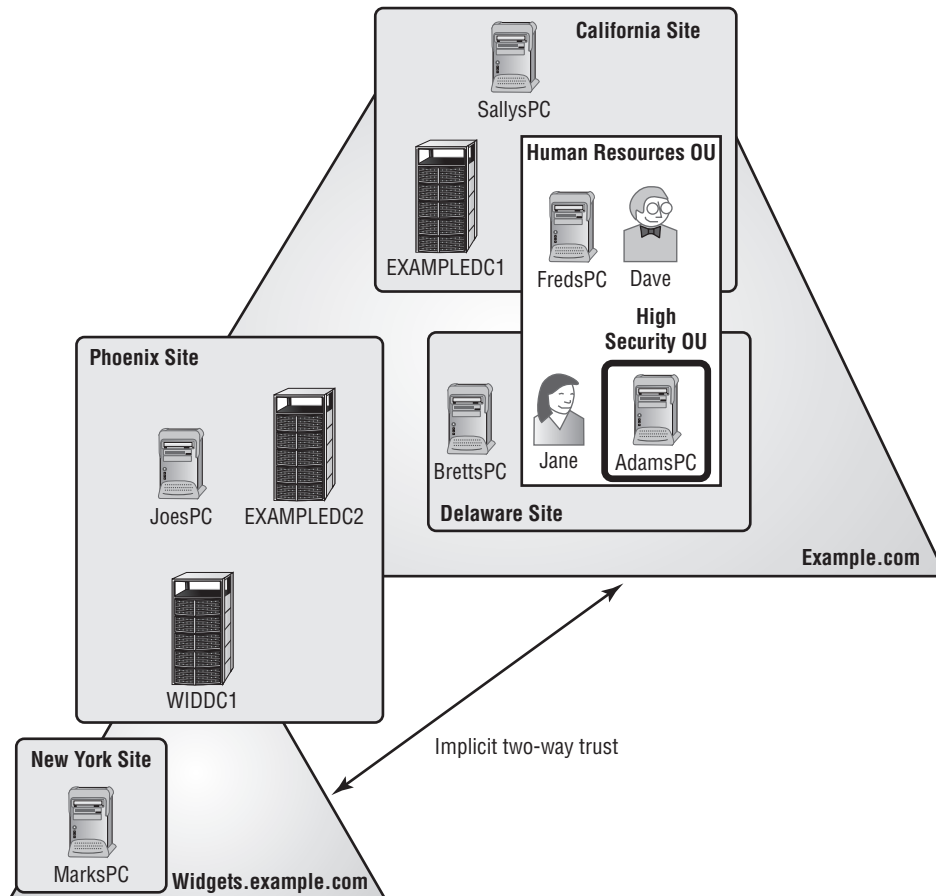 California Site
SallysPC
Human Resources OU
EXAMPLEDC1
FredsPC
Dave
High
Security OU
Phoenix Site
JoesPC
EXAMPLEDC2
BrettsPC
Jane
AdamsPC
Delaware Site
Example.com
WIDDC1
Implicit two-way trust
New York Site
MarksPC
Widgets.example.com